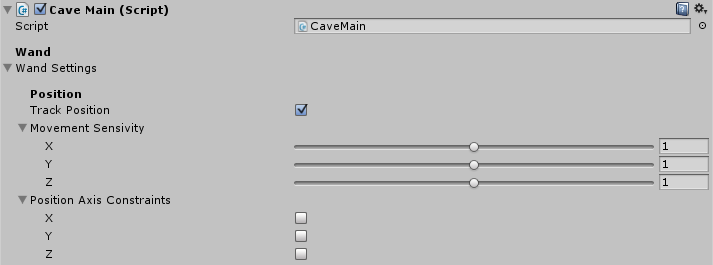 Cave Main (Script)
Script CaveMain
Wand
Wand Settings
Position
Track Position
Movement Sensivity
X 1
Y 1
Z 1
Position Axis Constraints
X
Y
Z